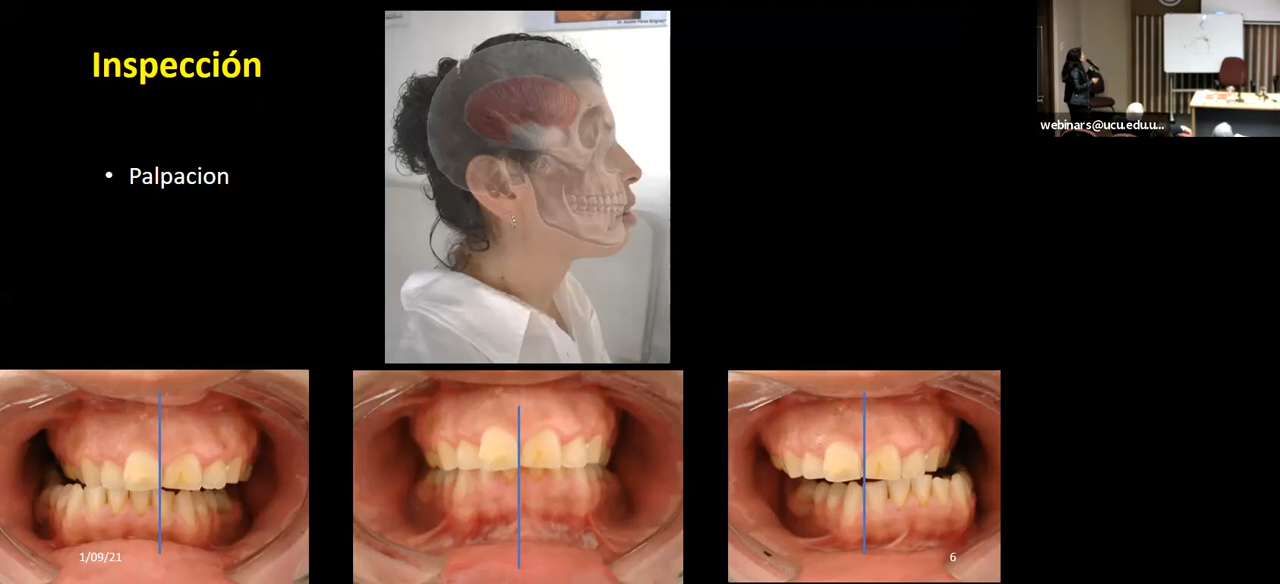 Inspección
• Palpacion
webinars@ucu.edu.u...
1/09/21
6